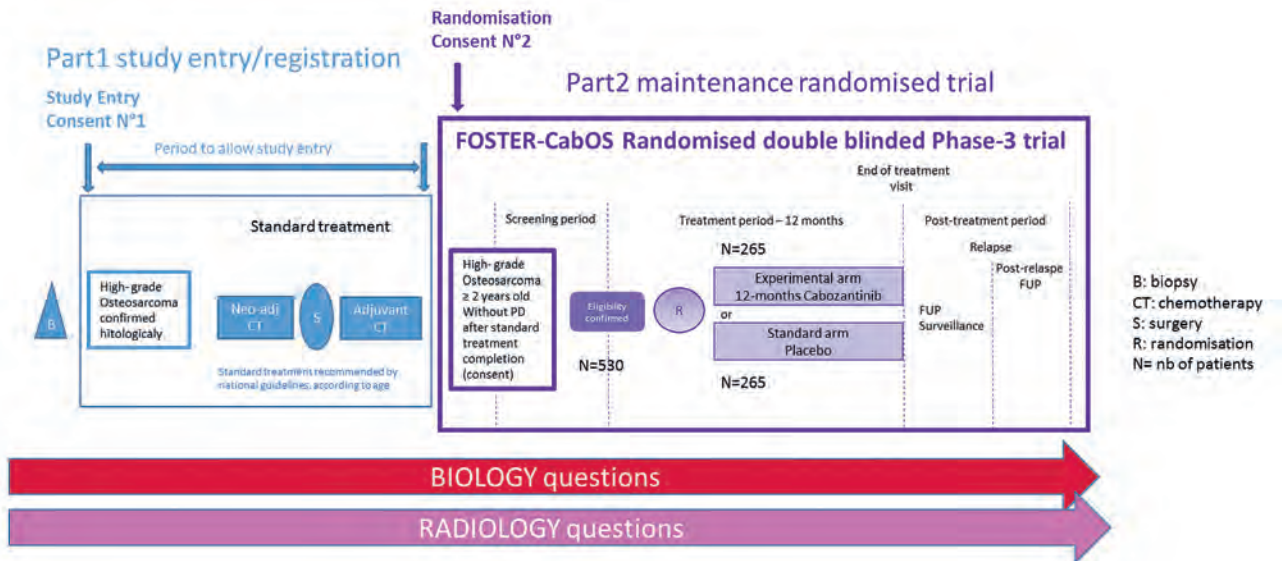 Randomisation
Consent N°2
Part1 study entry/registration
Study Entry
Consent N°1
Period to allow study entry
Part2 maintenance randomised trial
FOSTER-CabOS Randomised double blinded Phase-3 trial
End of treatment
visit
Standard treatment
Screening period
Treatment period – 12 months
Post-treatment period
N=265
Relapse
B
High-grade
Osteosarcoma
confirmed
hitologicaly
Neo-adj
CT
S
Adjuvant
CT
Standard treatment recommended by
national guidelines, according to age
High- grade
Osteosarcoma
≥ 2 years old
Without PD
after standard
treatment
completion
(consent)
Eligibility
confirmed
N=530
R
Experimental arm
12-months Cabozantinib
or
Standard arm
Placebo
N=265
FUP
Surveillance
Post-relaspe
FUP
B: biopsy
CT: chemotherapy
S: surgery
R: randomisation
N= nb of patients
BIOLOGY questions
RADIOLOGY questions